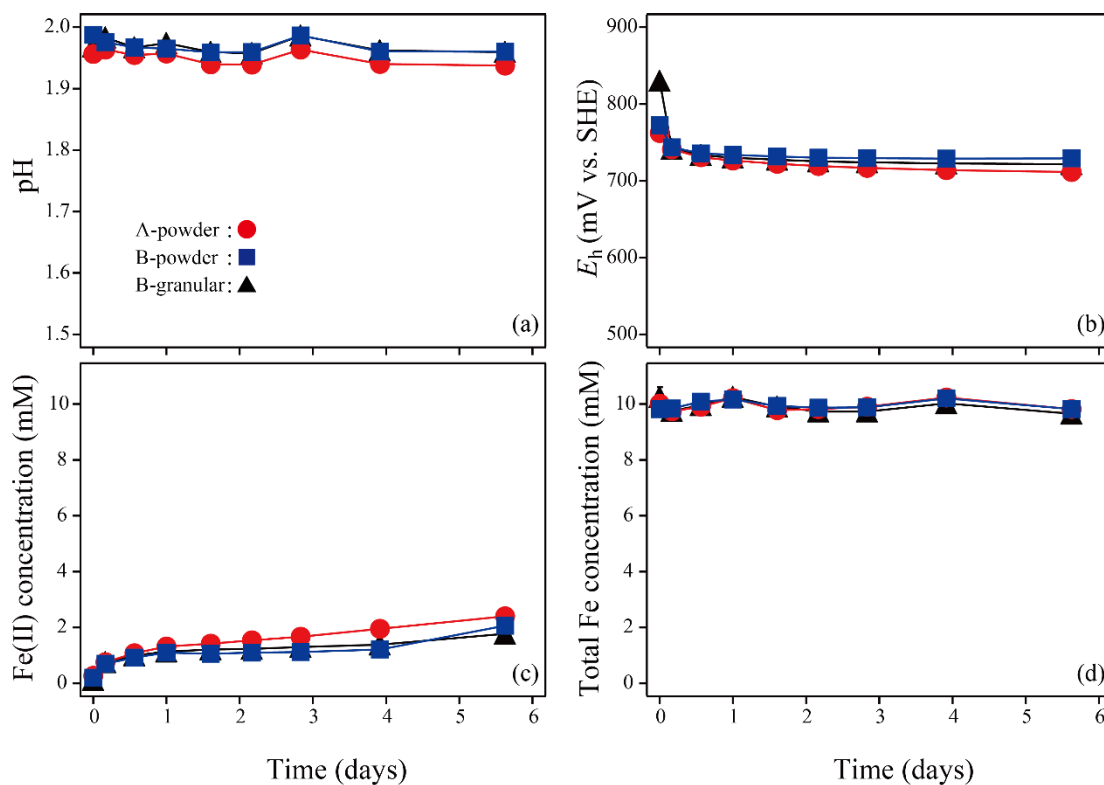 2.0
1.9
1.8
1.7
1.6
1.5
pH
A-powder :
B-powder :
B-granular :
(a)
900
800
700
600
500
Eh (mV vs. SHE)
(b)
10
8
6
4
2
0
Fe(II) concentration (mM)
(c)
0 1 2 3 4 5 6
Time (days)
10
8
6
4
2
0
Total Fe concentration (mM)
(d)
0 1 2 3 4 5 6
Time (days)